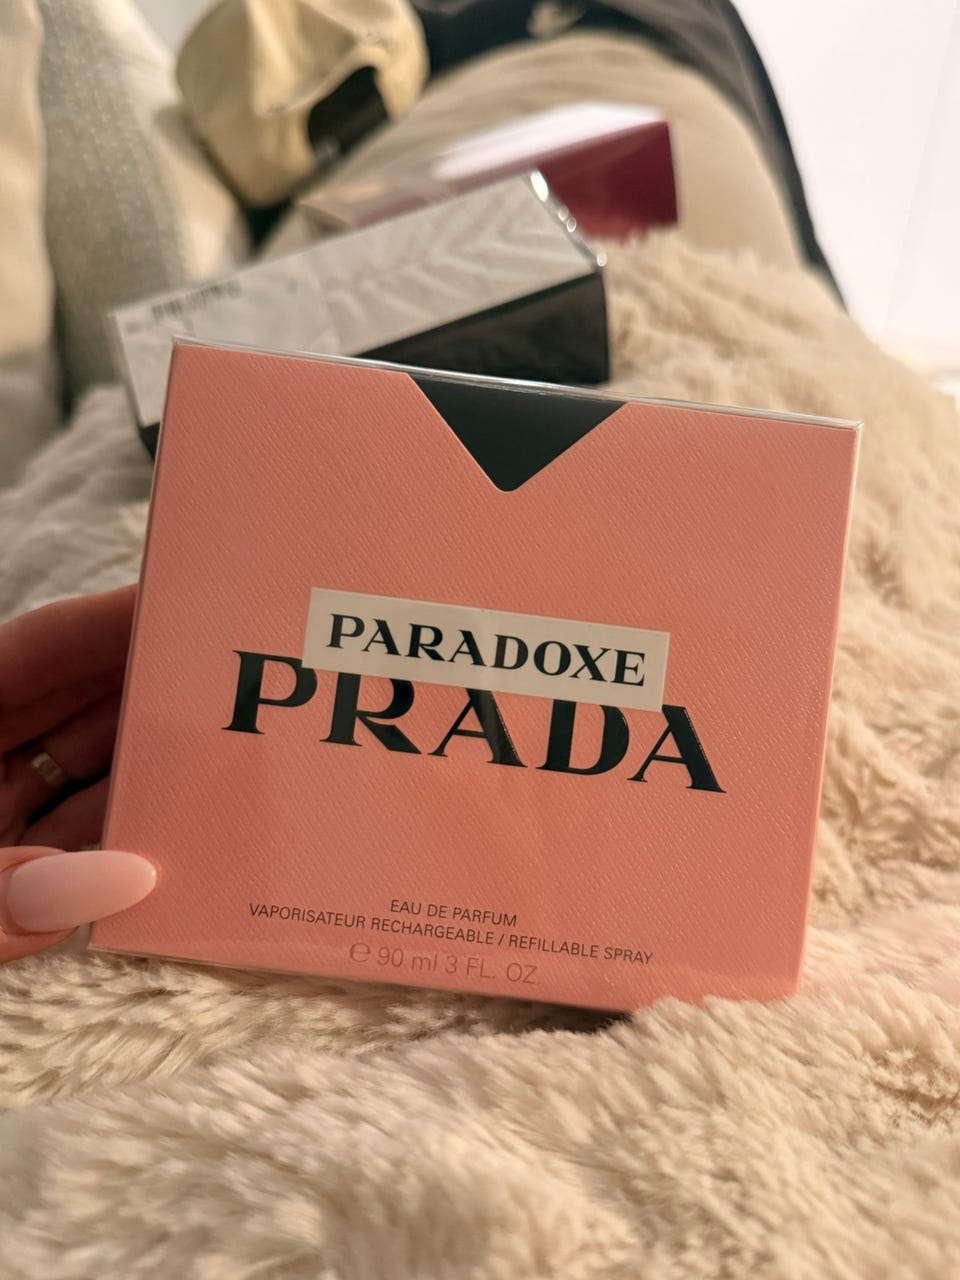 PARADOXE
PRADA
EAU DE PARFUM
VAPORISATEUR RECHARGEABLE / REFILLABLE SPRAY
℮ 90 ml 3 FL. OZ.